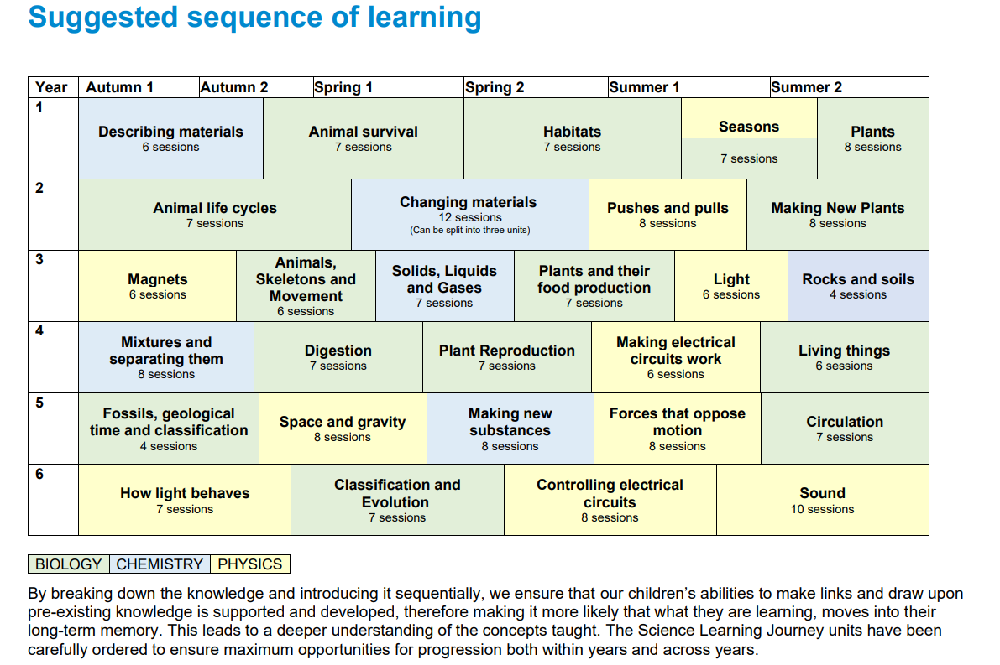 Suggested sequence of learning
Year Autumn 1 Autumn 2 Spring 1 Spring 2 Summer 1 Summer 2
1
Describing materials
6 sessions
Animal survival
7 sessions
Habitats
7 sessions
Seasons
7 sessions
Plants
8 sessions
2
Animal life cycles
7 sessions
Changing materials
12 sessions
(Can be split into three units)
Pushes and pulls
8 sessions
Making New Plants
8 sessions
3
Magnets
6 sessions
Animals,
Skeletons and
Movement
6 sessions
Solids, Liquids
and Gases
7 sessions
Plants and their
food production
7 sessions
Light
6 sessions
Rocks and soils
4 sessions
4
Mixtures and
separating them
8 sessions
Digestion
7 sessions
Plant Reproduction
7 sessions
Making electrical
circuits work
6 sessions
Living things
6 sessions
5
Fossils, geological
time and classification
4 sessions
Space and gravity
8 sessions
Making new
substances
8 sessions
Forces that oppose
motion
8 sessions
Circulation
7 sessions
6
How light behaves
7 sessions
Classification and
Evolution
7 sessions
Controlling electrical
circuits
8 sessions
Sound
10 sessions
BIOLOGY CHEMISTRY PHYSICS
By breaking down the knowledge and introducing it sequentially, we ensure that our children’s abilities to make links and draw upon
pre-existing knowledge is supported and developed, therefore making it more likely that what they are learning, moves into their
long-term memory. This leads to a deeper understanding of the concepts taught. The Science Learning Journey units have been
carefully ordered to ensure maximum opportunities for progression both within years and across years.